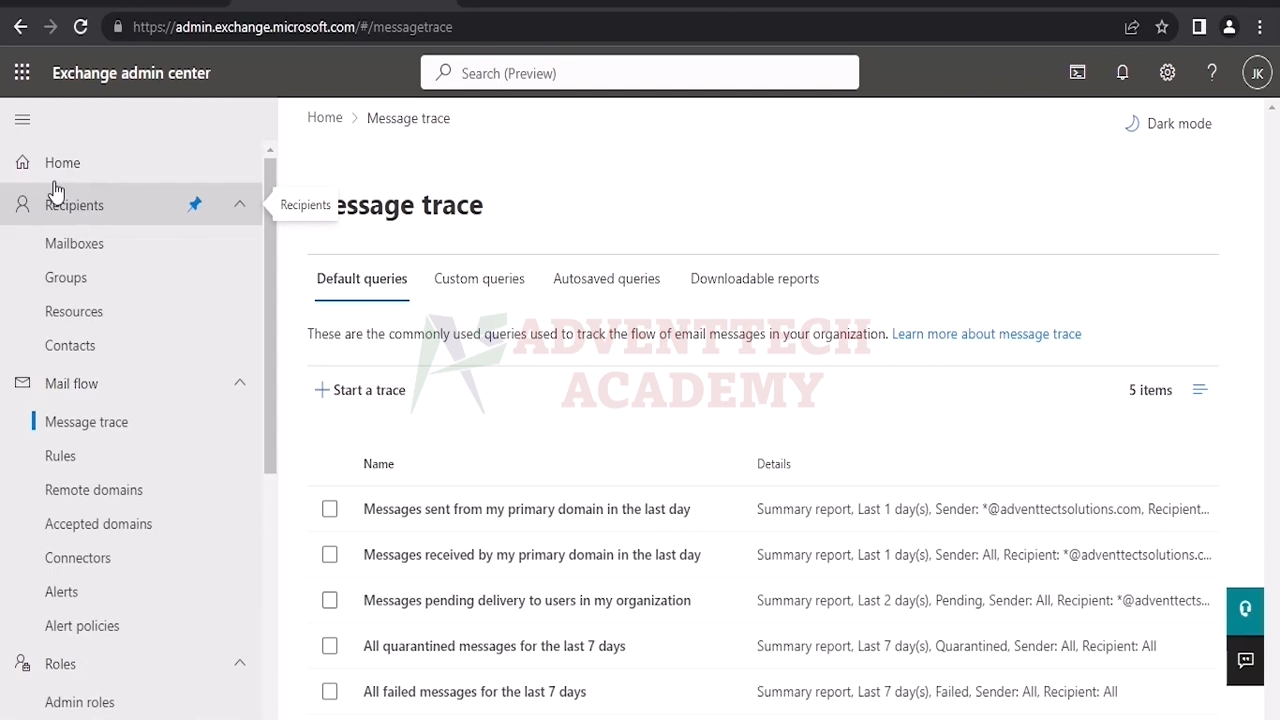 https://admin.exchange.microsoft.com/#/messagetrace
Exchange admin center
Search (Preview)
JK
Home
Recipients
Mailboxes
Groups
Resources
Contacts
Mail flow
Message trace
Rules
Remote domains
Accepted domains
Connectors
Alerts
Alert policies
Roles
Admin roles
Recipients
Home > Message trace
Dark mode
essage trace
Default queries Custom queries Autosaved queries Downloadable reports
These are the commonly used queries used to track the flow of email messages in your organization. Learn more about message trace
ADVENTTECH
ACADEMY
Start a trace
5 items
Name Details
Messages sent from my primary domain in the last day Summary report, Last 1 day(s), Sender: *@adventtectsolutions.com, Recipient...
Messages received by my primary domain in the last day Summary report, Last 1 day(s), Sender: All, Recipient: *@adventtectsolutions.c...
Messages pending delivery to users in my organization Summary report, Last 2 day(s), Pending, Sender: All, Recipient: *@adventtects...
All quarantined messages for the last 7 days Summary report, Last 7 day(s), Quarantined, Sender: All, Recipient: All
All failed messages for the last 7 days Summary report, Last 7 day(s), Failed, Sender: All, Recipient: All